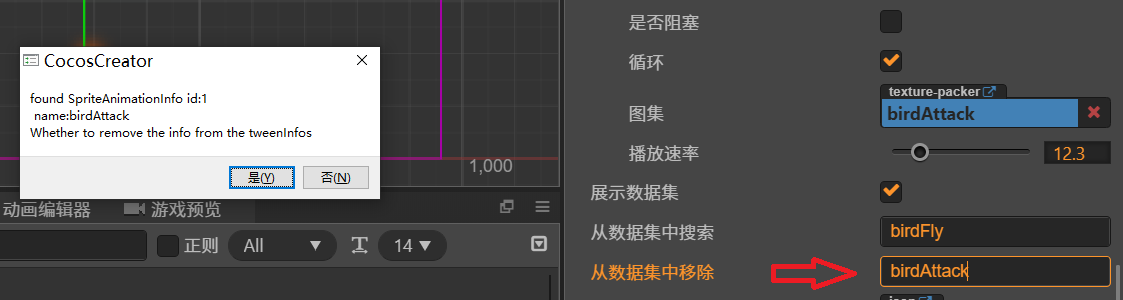 CocosCreator
found SpriteAnimationInfo id:1
name:birdAttack
Whether to remove the info from the tweenInfos
是(Y)
否(N)
1,000
动画编辑器
游戏预览
正则
All
14
是否阻塞
循环
texture-packer
图集
birdAttack
播放速率
12.3
展示数据集
从数据集中搜索
birdFly
从数据集中移除
birdAttack